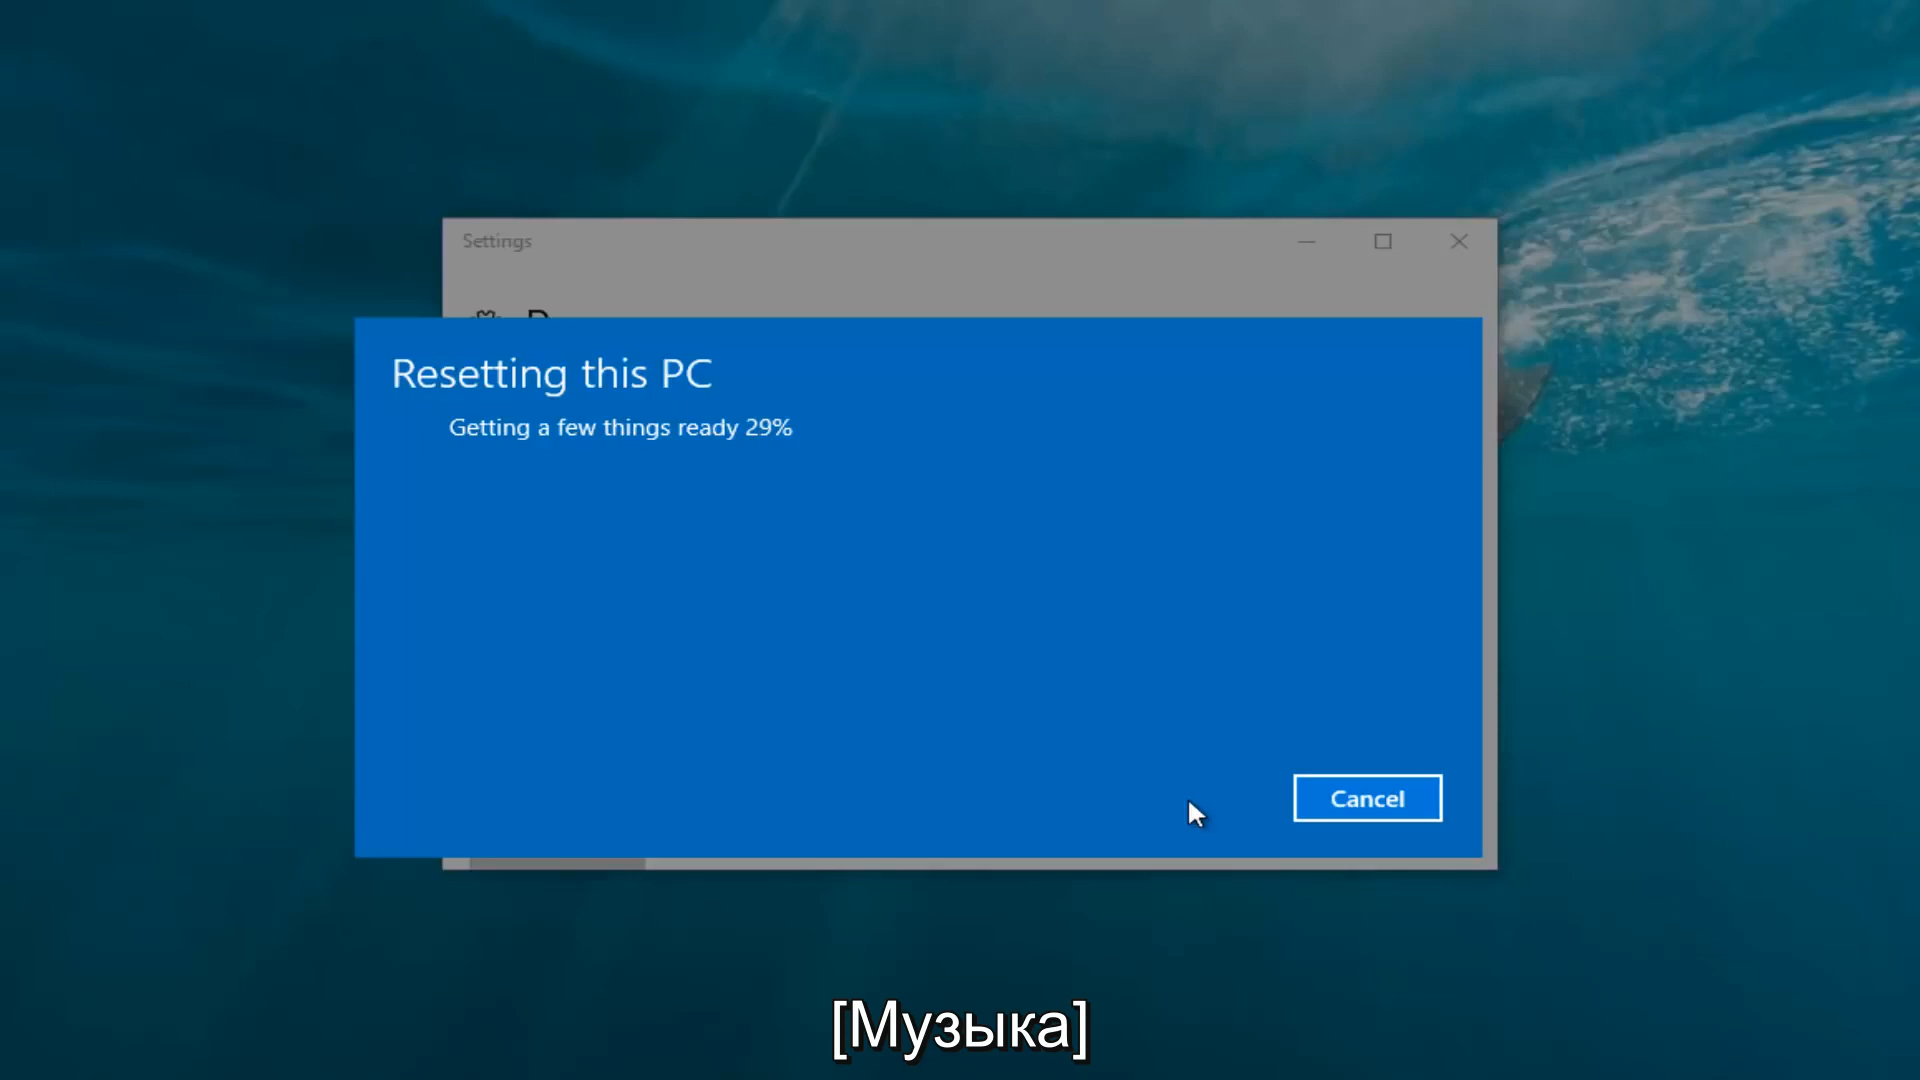 Settings
Resetting this PC
Getting a few things ready 29%
Cancel
[Музыка]